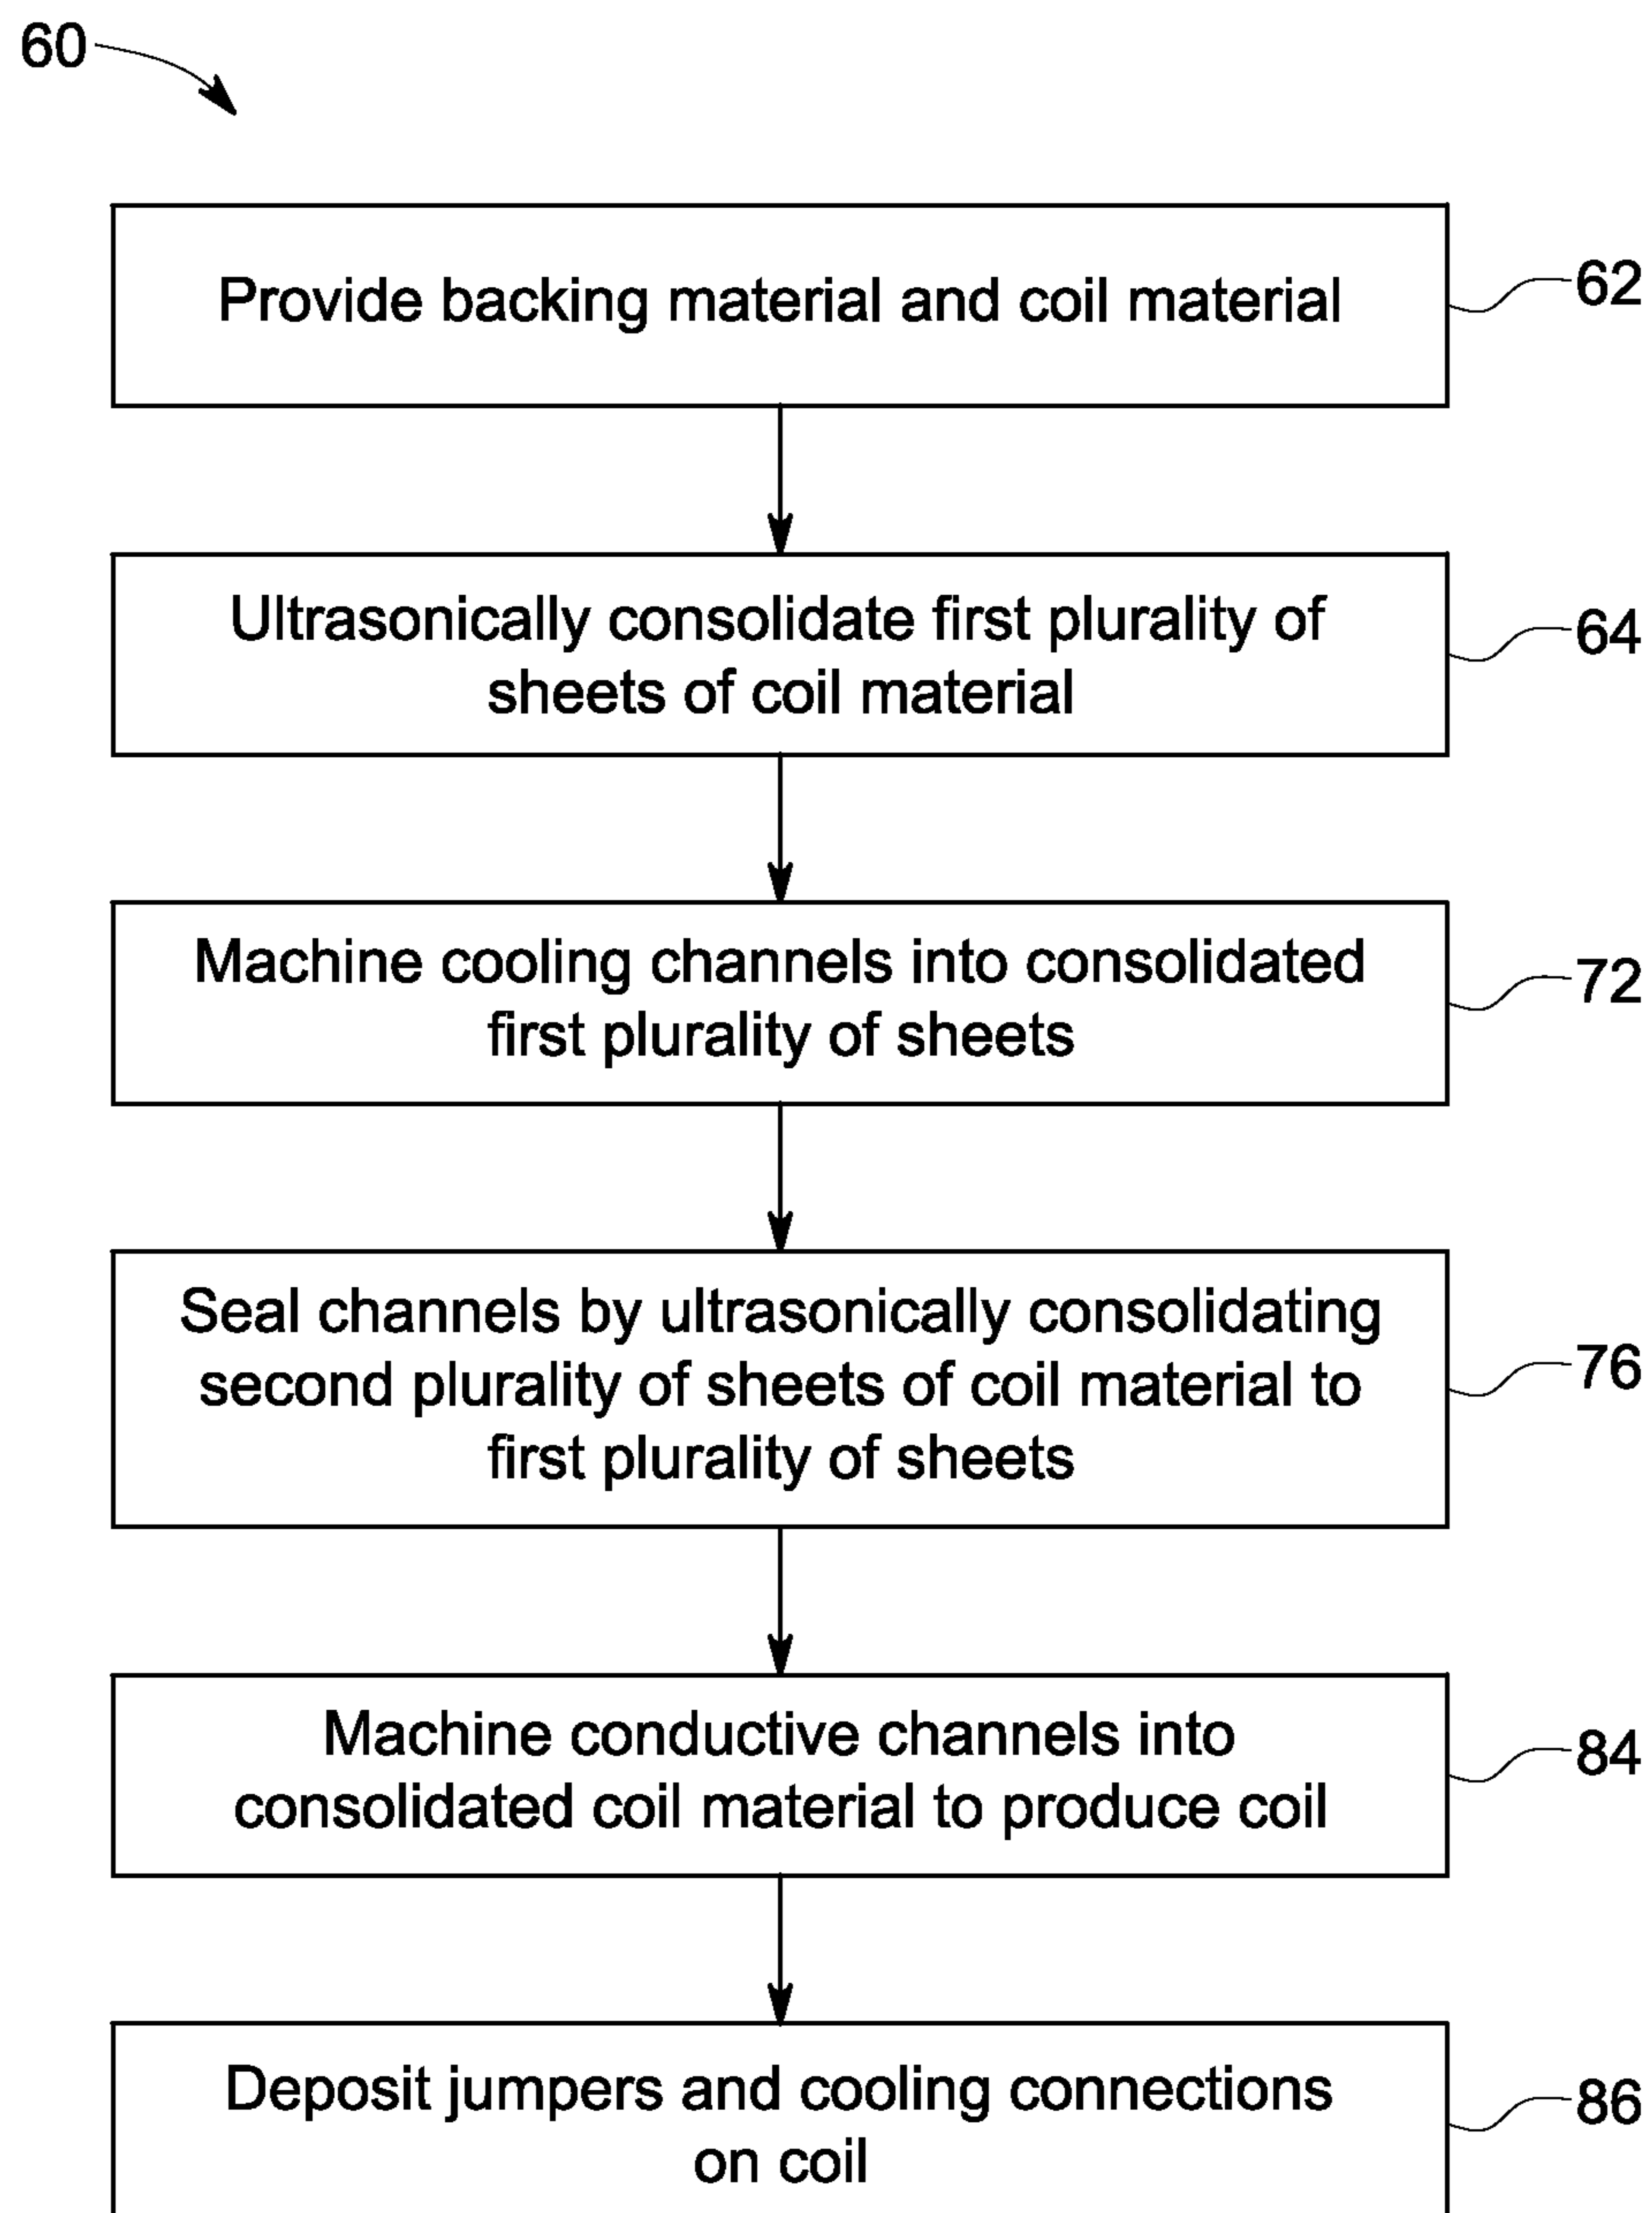 60
Provide backing material and coil material
62
Ultrasonically consolidate first plurality of
sheets of coil material
64
Machine cooling channels into consolidated
first plurality of sheets
72
Seal channels by ultrasonically consolidating
second plurality of sheets of coil material to
first plurality of sheets
76
Machine conductive channels into
consolidated coil material to produce coil
84
Deposit jumpers and cooling connections
on coil
86